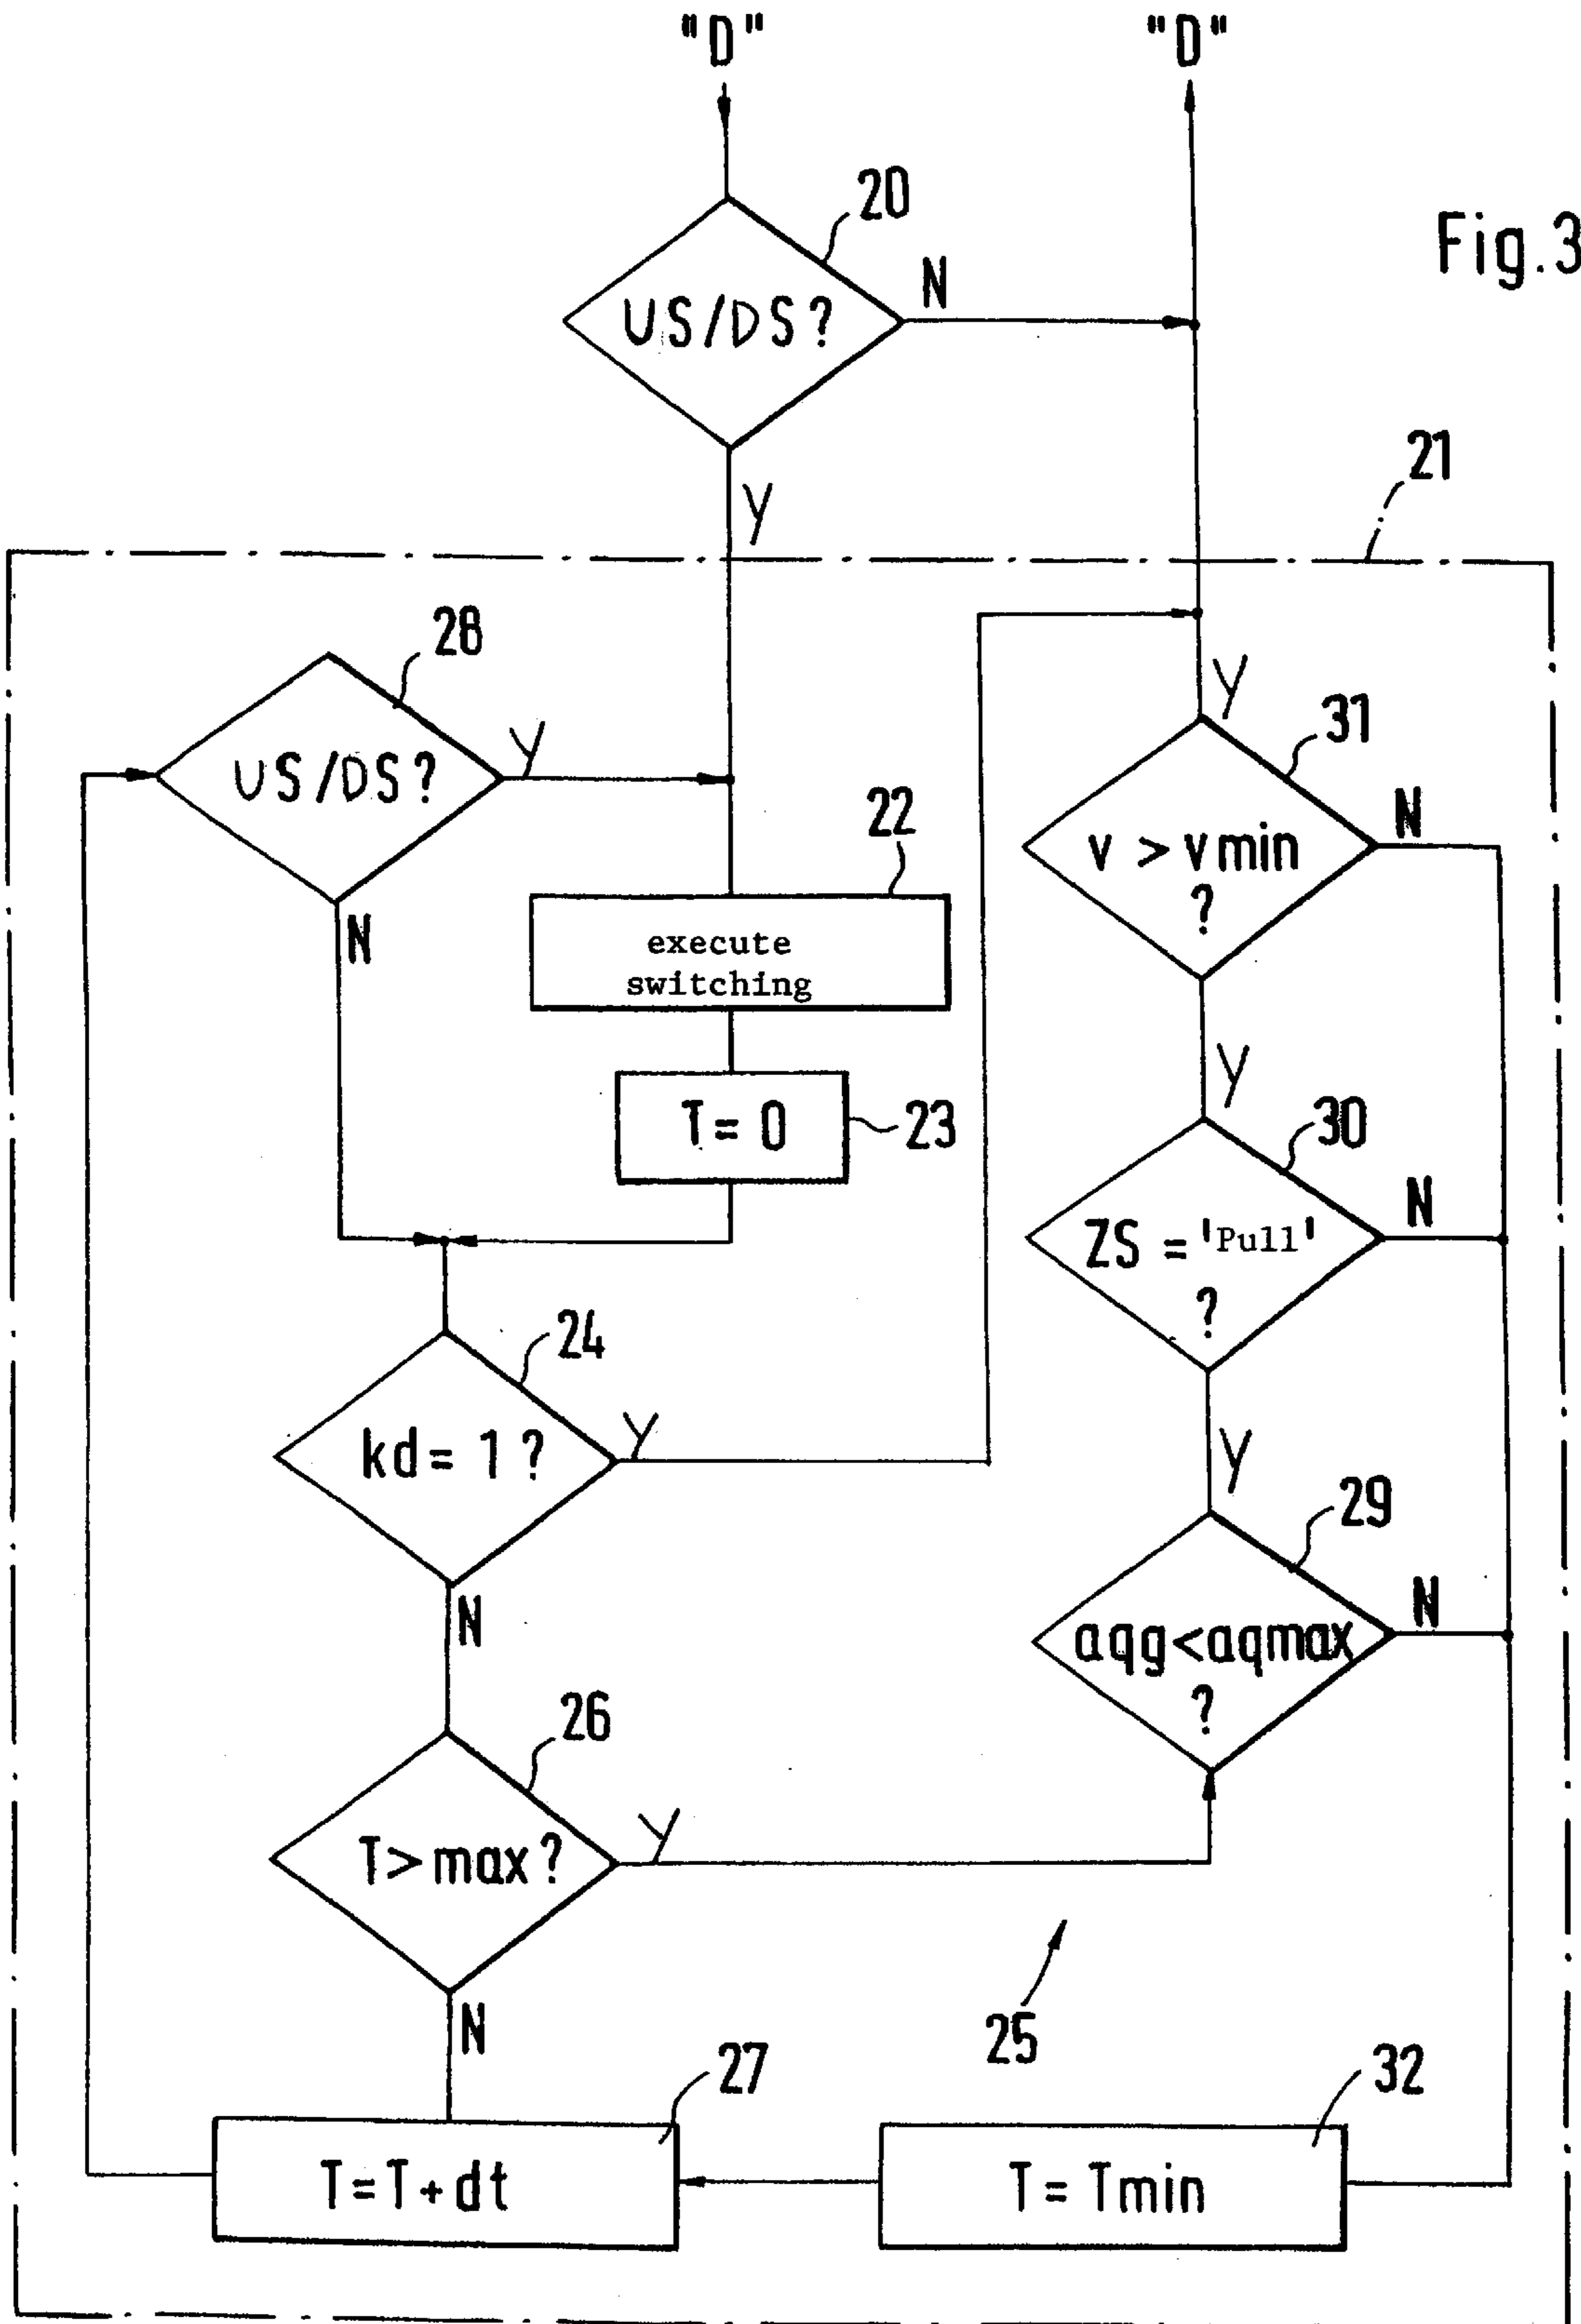 "D"
"D"
20
N
Fig.3
US/DS?
21
Y
28
Y
31
US/DS?
Y
22
N
v > vmin
?
N
execute
switching
Y
T = 0
23
30
N
ZS = 'Pull'
?
24
Y
kd = 1 ?
Y
29
N
N
aqg<aqmax
?
26
Y
T > max ?
N
25
27
32
T = T + dt
T = Tmin